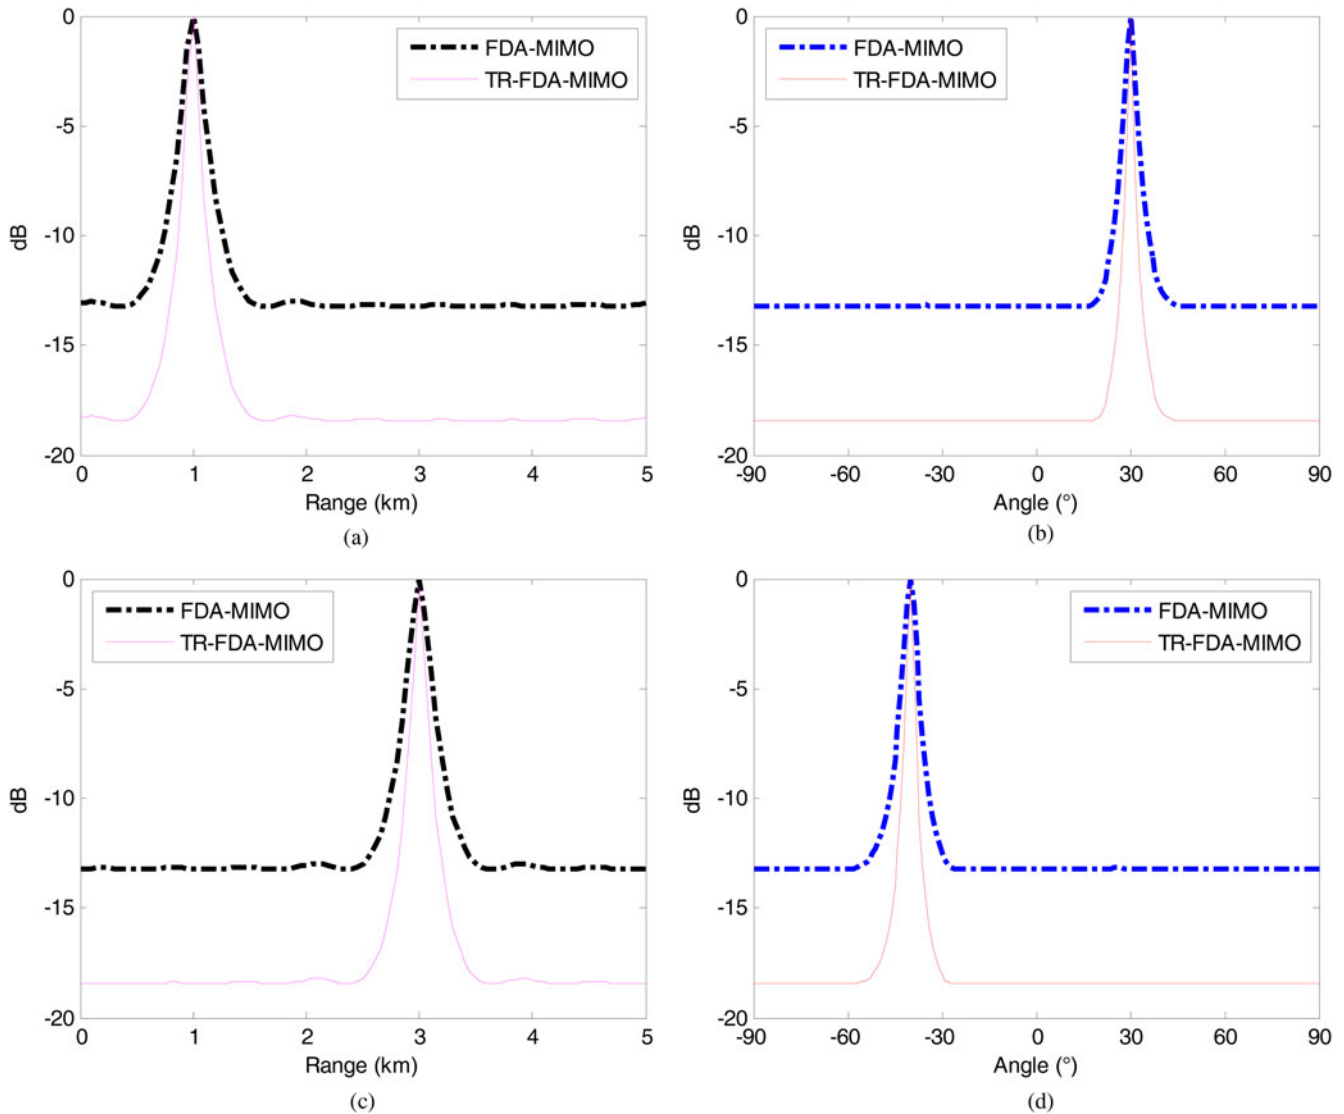 0
-5
-10
-15
-20
dB
FDA-MIMO
TR-FDA-MIMO
0 1 2 3 4 5
Range (km)
(a)
0
-5
-10
-15
-20
dB
FDA-MIMO
TR-FDA-MIMO
-90 -60 -30 0 30 60 90
Angle (°)
(b)
0
-5
-10
-15
-20
dB
FDA-MIMO
TR-FDA-MIMO
0 1 2 3 4 5
Range (km)
(c)
0
-5
-10
-15
-20
dB
FDA-MIMO
TR-FDA-MIMO
-90 -60 -30 0 30 60 90
Angle (°)
(d)